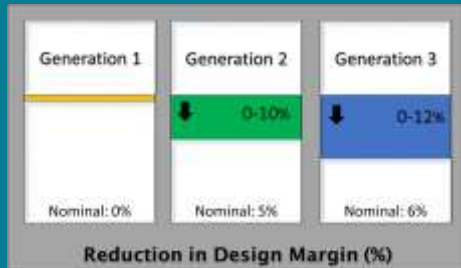 Generation 1
Generation 2
Generation 3
0-10%
0-12%
Nominal: 0%
Nominal: 5%
Nominal: 6%
Reduction in Design Margin (%)